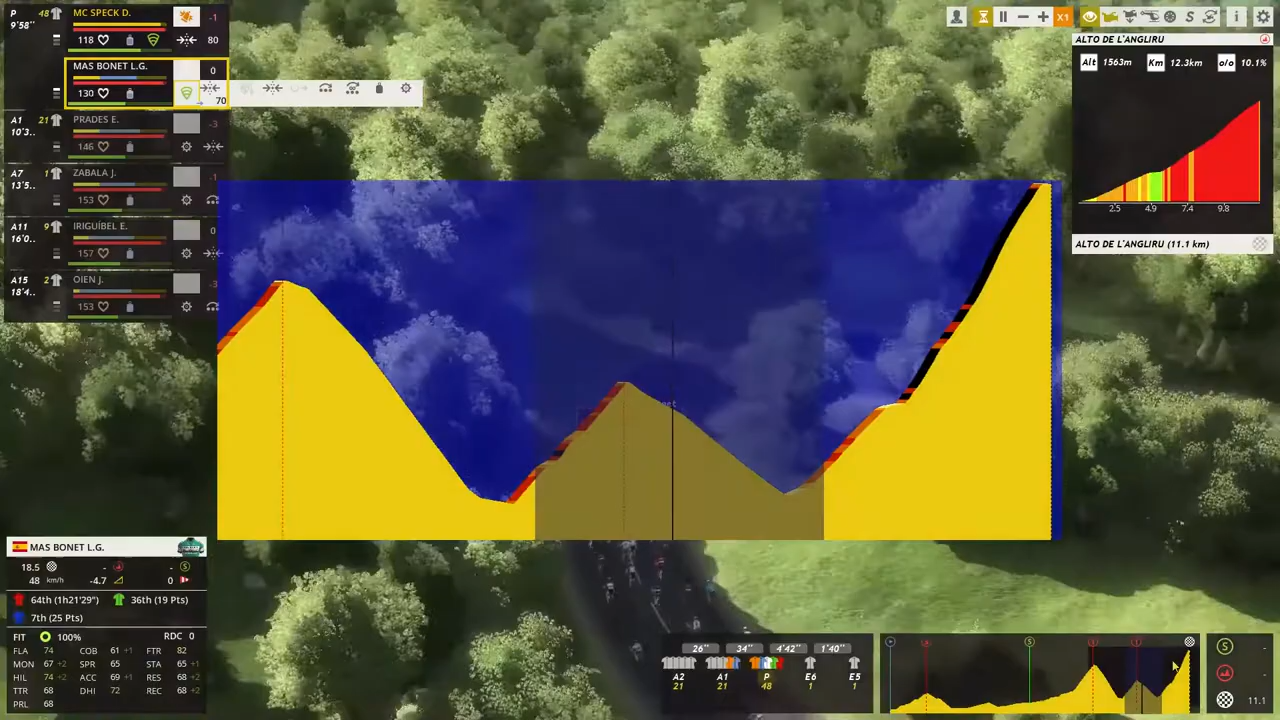 P 48 MC SPECK D. -1
9'58"
118 80
MAS BONET L.G. 0
130 70
A1 21 PRADES E. -3
10'3..
146
A7 1 ZABALA J. -1
13'5..
153
A11 9 IRIGUÍBEL E. 0
16'0..
157
A15 2 OIEN J. -3
18'4..
153
X1
ALTO DE L'ANGLIRU
Alt 1563m Km 12.3km o/o 10.1%
2.5 4.9 7.4 9.8
ALTO DE L'ANGLIRU (11.1 km)
MAS BONET L.G.
18.5 - - S
48 km/h -4.7 0
64th (1h21'29") 36th (19 Pts)
7th (25 Pts)
FIT 100% RDC 0
FLA 74 COB 61 +1 FTR 82
MON 67 +2 SPR 65 STA 65 +1
HIL 74 +2 ACC 69 +1 RES 68 +2
TTR 68 DHI 72 REC 68 +2
PRL 68
26" 34" 4'42" 1'40"
A2 A1 P E6 E5
21 21 48 1 1
S -
-
11.1